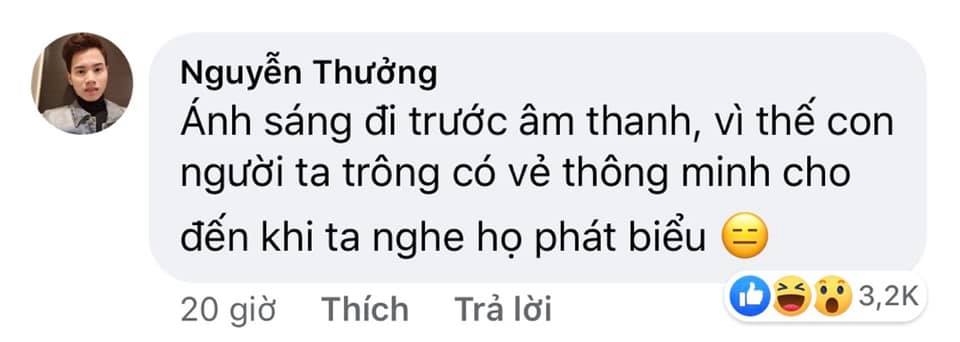 Nguyễn Thưởng
Ánh sáng đi trước âm thanh, vì thế con
người ta trông có vẻ thông minh cho
đến khi ta nghe họ phát biểu 😑
20 giờ Thích Trả lời 3,2K